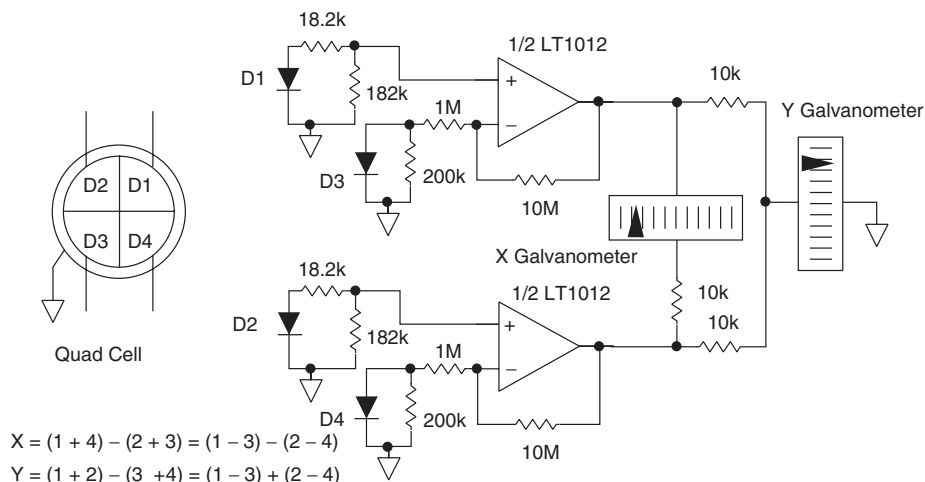 18.2k
1/2 LT1012
D1
+
10k
182k
1M
Y Galvanometer
−
D2 D1
D3
200k
10M
D3 D4
X Galvanometer
18.2k
1/2 LT1012
10k
D2
+
10k
182k
Quad Cell
1M
−
D4
200k
X = (1 + 4) − (2 + 3) = (1 − 3) − (2 − 4)
10M
Y = (1 + 2) − (3 +4) = (1 − 3) + (2 − 4)